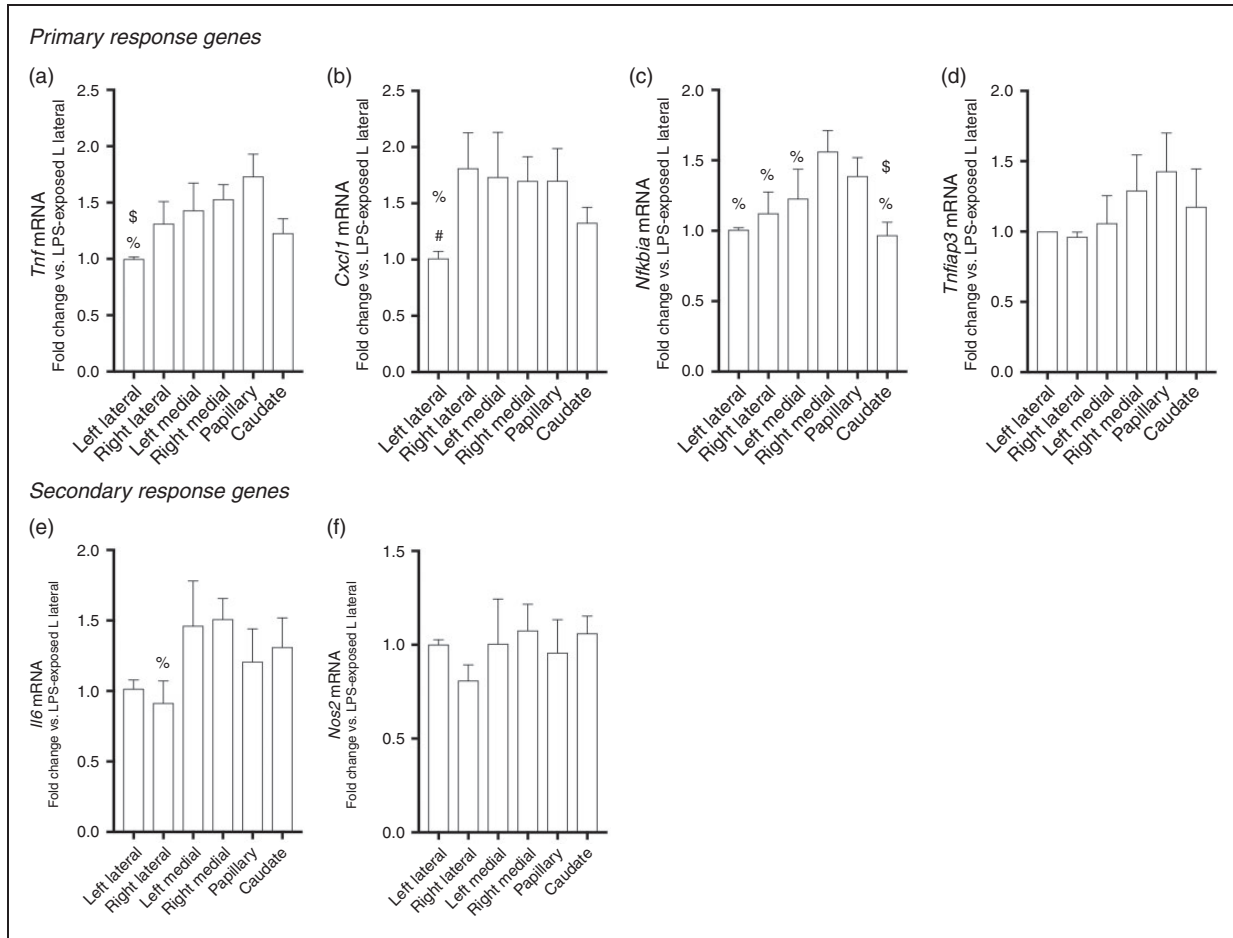 Primary response genes
(a)
Tnf mRNA
Fold change vs. LPS-exposed L lateral
2.5
2.0
1.5
1.0
0.5
0.0
$
%
Left lateral
Right lateral
Left medial
Right medial
Papillary
Caudate
(b)
Cxcl1 mRNA
Fold change vs. LPS-exposed L lateral
2.5
2.0
1.5
1.0
0.5
0.0
%
#
Left lateral
Right lateral
Left medial
Right medial
Papillary
Caudate
(c)
Nfkbia mRNA
Fold change vs. LPS-exposed L lateral
2.0
1.5
1.0
0.5
0.0
%
%
%
$
%
Left lateral
Right lateral
Left medial
Right medial
Papillary
Caudate
(d)
Tnfiap3 mRNA
Fold change vs. LPS-exposed L lateral
2.0
1.5
1.0
0.5
0.0
Left lateral
Right lateral
Left medial
Right medial
Papillary
Caudate
Secondary response genes
(e)
Il6 mRNA
Fold change vs. LPS-exposed L lateral
2.0
1.5
1.0
0.5
0.0
%
Left lateral
Right lateral
Left medial
Right medial
Papillary
Caudate
(f)
Nos2 mRNA
Fold change vs. LPS-exposed L lateral
1.5
1.0
0.5
0.0
Left lateral
Right lateral
Left medial
Right medial
Papillary
Caudate